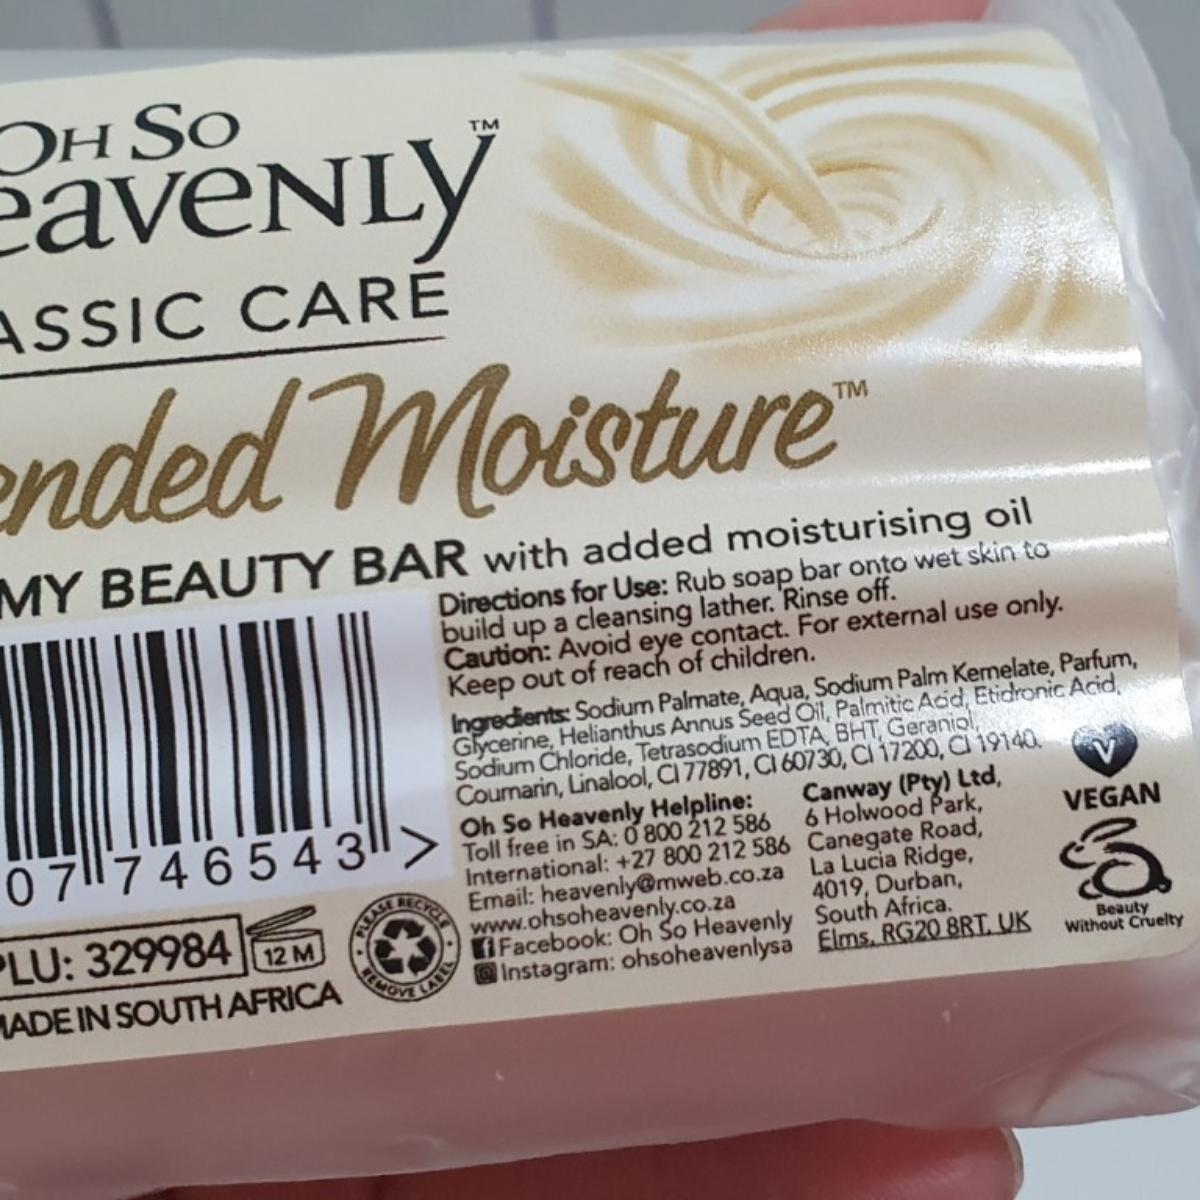 OH SO
eavenly™
ASSIC CARE
ended Moisture™
MY BEAUTY BAR with added moisturising oil
Directions for Use: Rub soap bar onto wet skin to
build up a cleansing lather. Rinse off.
Caution: Avoid eye contact. For external use only.
Keep out of reach of children.
Ingredients: Sodium Palmate, Aqua, Sodium Palm Kernelate, Parfum,
Glycerine, Helianthus Annus Seed Oil, Palmitic Acid, Etidronic Acid,
Sodium Chloride, Tetrasodium EDTA, BHT, Geraniol,
Coumarin, Linalool, CI 77891, CI 60730, CI 17200, CI 19140.
07 746543 >
PLU: 329984
12 M
MADE IN SOUTH AFRICA
PLEASE RECYCLE
REMOVE LABEL
Oh So Heavenly Helpline:
Toll free in SA: 0 800 212 586
International: +27 800 212 586
Email: heavenly@mweb.co.za
www.ohsoheavenly.co.za
Facebook: Oh So Heavenly
Instagram: ohsoheavenlysa
Canway (Pty) Ltd,
6 Holwood Park,
Canegate Road,
La Lucia Ridge,
4019, Durban,
South Africa.
Elms, RG20 8RT, UK
V
VEGAN
Beauty
Without Cruelty